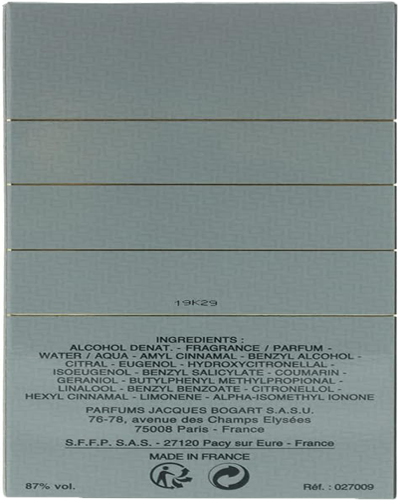 19K29
INGREDIENTS :
ALCOHOL DENAT. - FRAGRANCE / PARFUM -
WATER / AQUA - AMYL CINNAMAL - BENZYL ALCOHOL -
CITRAL - EUGENOL - HYDROXYCITRONELLAL -
ISOEUGENOL - BENZYL SALICYLATE - COUMARIN -
GERANIOL - BUTYLPHENYL METHYLPROPIONAL -
LINALOOL - BENZYL BENZOATE - CITRONELLOL -
HEXYL CINNAMAL - LIMONENE - ALPHA-ISOMETHYL IONONE
PARFUMS JACQUES BOGART S.A.S.U.
76-78, avenue des Champs Elysées
75008 Paris - France
S.F.F.P. S.A.S. - 27120 Pacy sur Eure - France
MADE IN FRANCE
87% vol.
Réf. : 027009